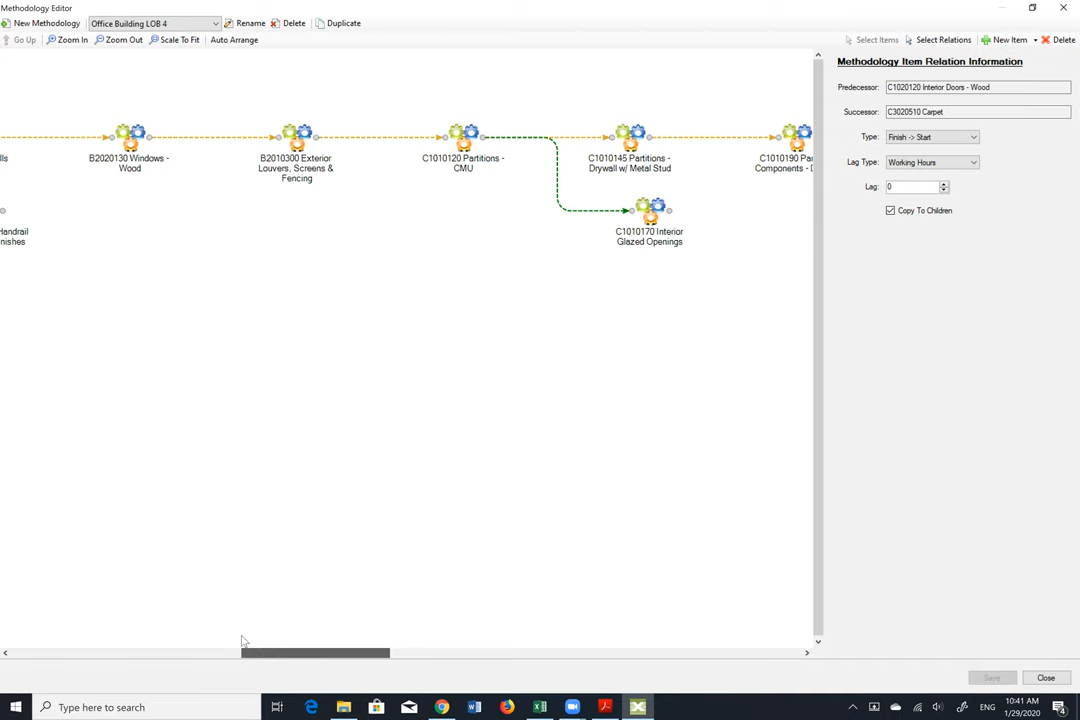 Methodology Editor
New Methodology
Office Building LOB 4
Rename
Delete
Duplicate
Go Up
Zoom In
Zoom Out
Scale To Fit
Auto Arrange
Select Items
Select Relations
New Item
Delete
Methodology Item Relation Information
Predecessor: C1020120 Interior Doors - Wood
Successor: C3020510 Carpet
Type: Finish -> Start
Lag Type: Working Hours
Lag: 0
Copy To Children
lls
B2020130 Windows -
Wood
B2010300 Exterior
Louvers, Screens &
Fencing
C1010120 Partitions -
CMU
C1010145 Partitions -
Drywall w/ Metal Stud
C1010190 Par
Components - D
Handrail
nishes
C1010170 Interior
Glazed Openings
Save
Close
Type here to search
ENG
10:41 AM
1/29/2020
4